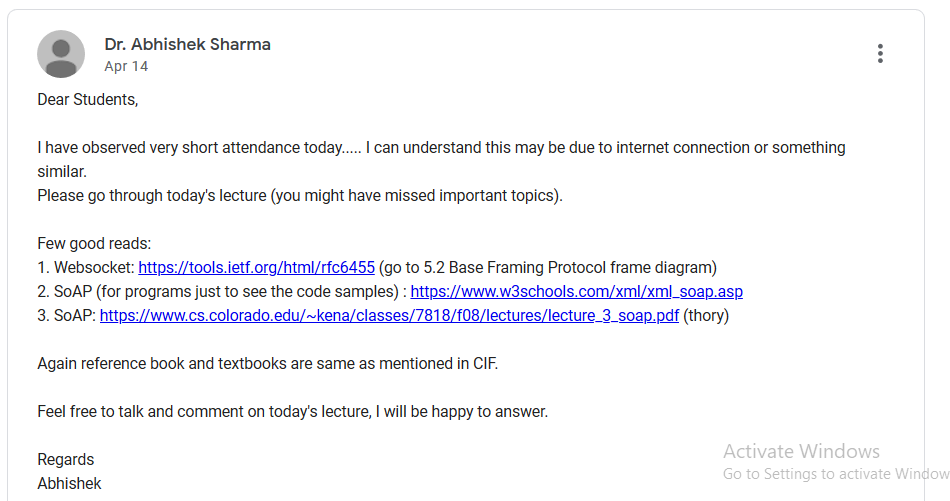 Dr. Abhishek Sharma
Apr 14
Dear Students,
I have observed very short attendance today..... I can understand this may be due to internet connection or something
similar.
Please go through today's lecture (you might have missed important topics).
Few good reads:
1. Websocket: https://tools.ietf.org/html/rfc6455 (go to 5.2 Base Framing Protocol frame diagram)
2. SoAP (for programs just to see the code samples) : https://www.w3schools.com/xml/xml_soap.asp
3. SoAP: https://www.cs.colorado.edu/~kena/classes/7818/f08/lectures/lecture_3_soap.pdf (thory)
Again reference book and textbooks are same as mentioned in CIF.
Feel free to talk and comment on today's lecture, I will be happy to answer.
Regards
Abhishek
Activate Windows
Go to Settings to activate Window